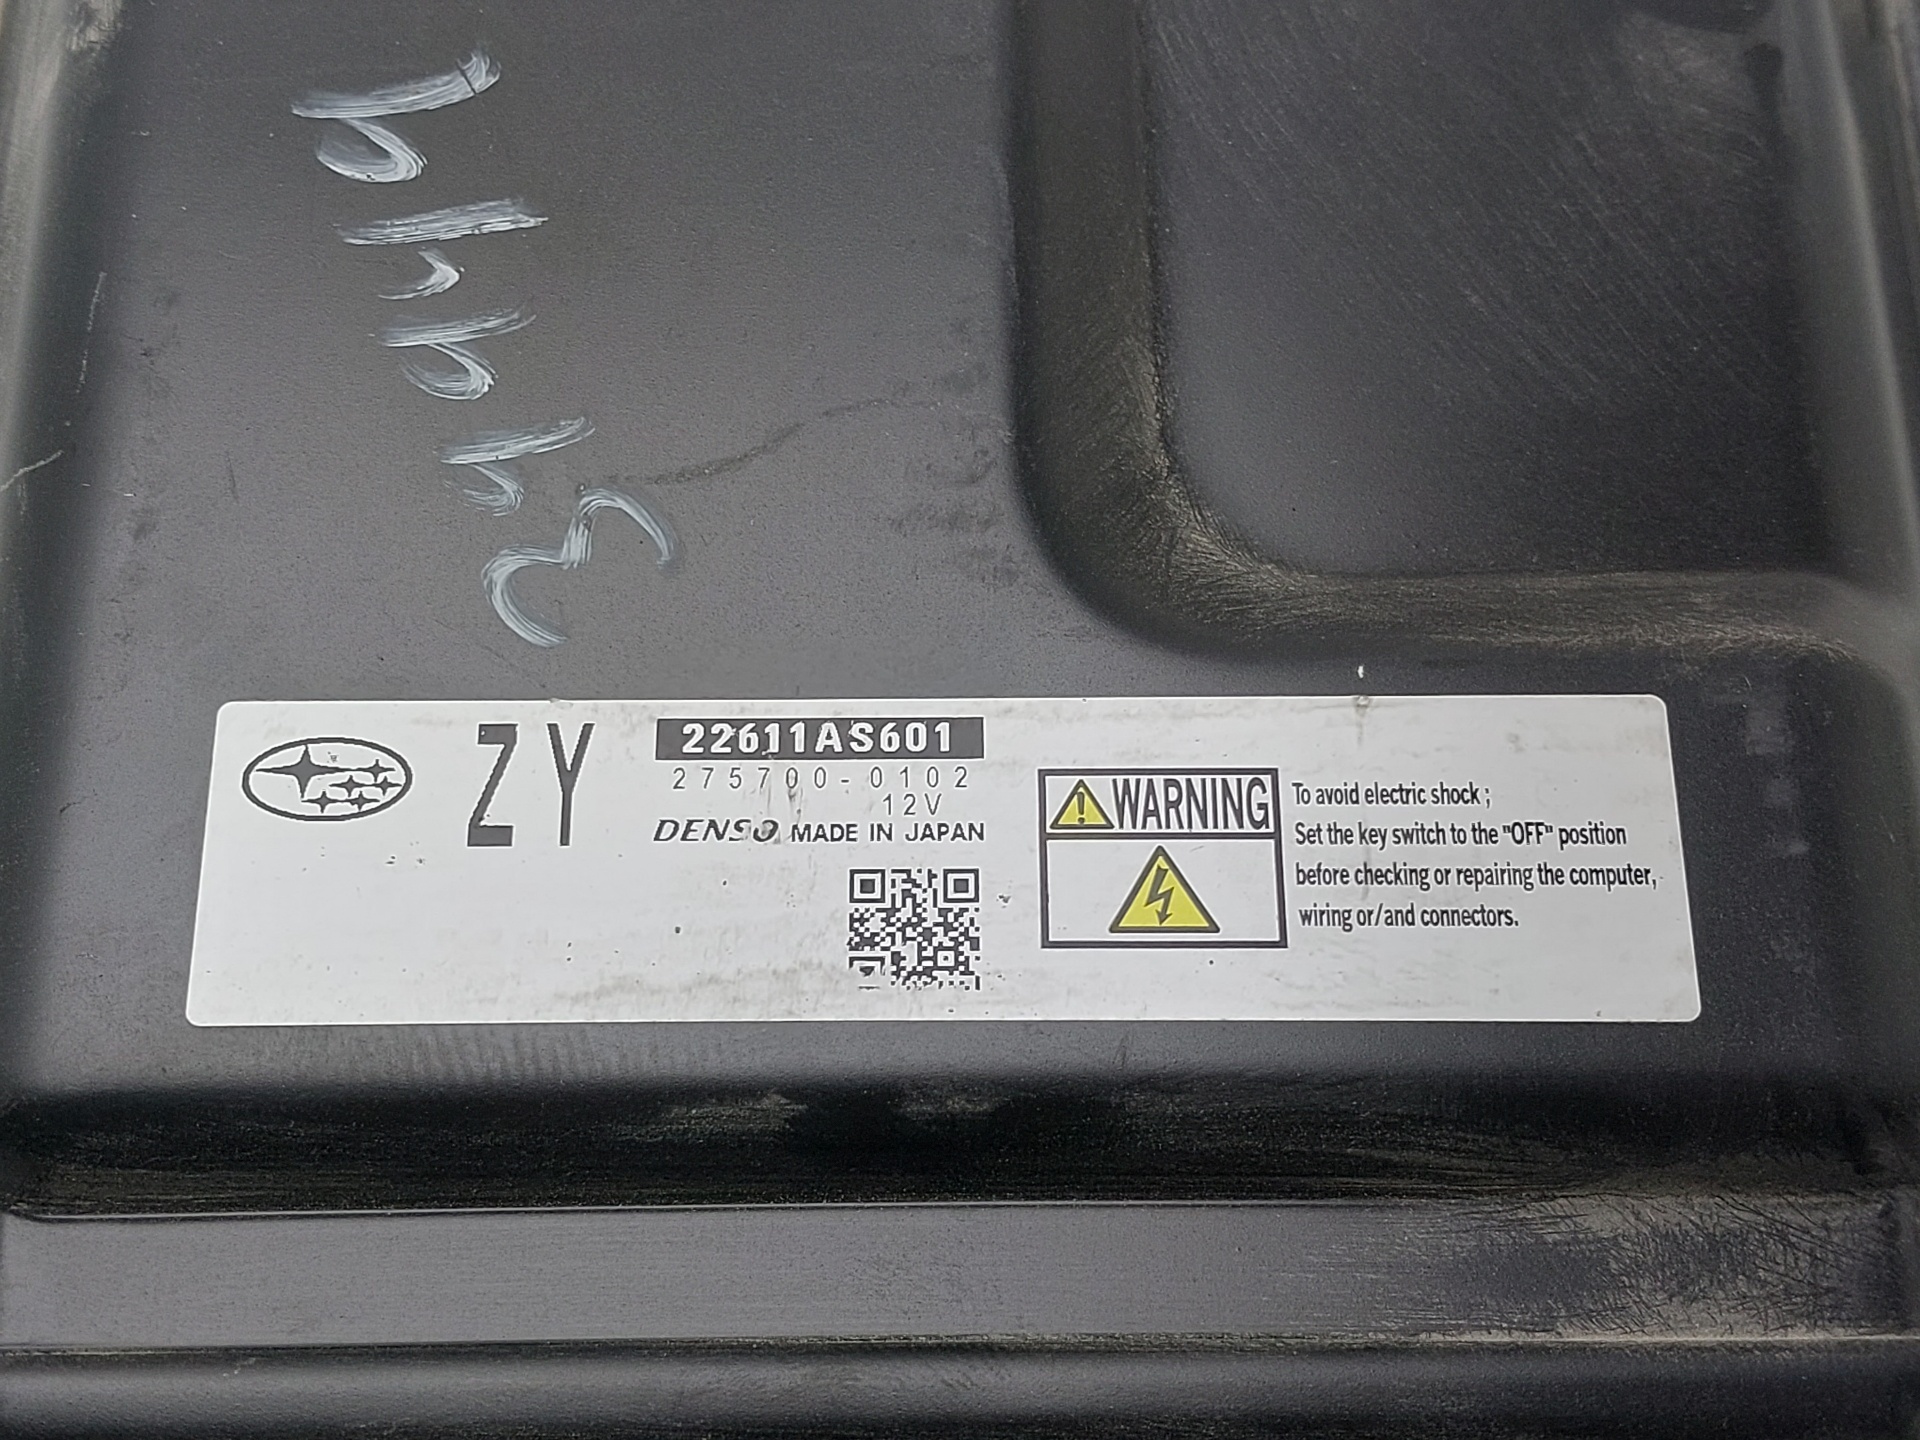 ZY
22611AS601
275700-0102
12V
DENSO MADE IN JAPAN
WARNING
To avoid electric shock ;
Set the key switch to the "OFF" position
before checking or repairing the computer,
wiring or/and connectors.